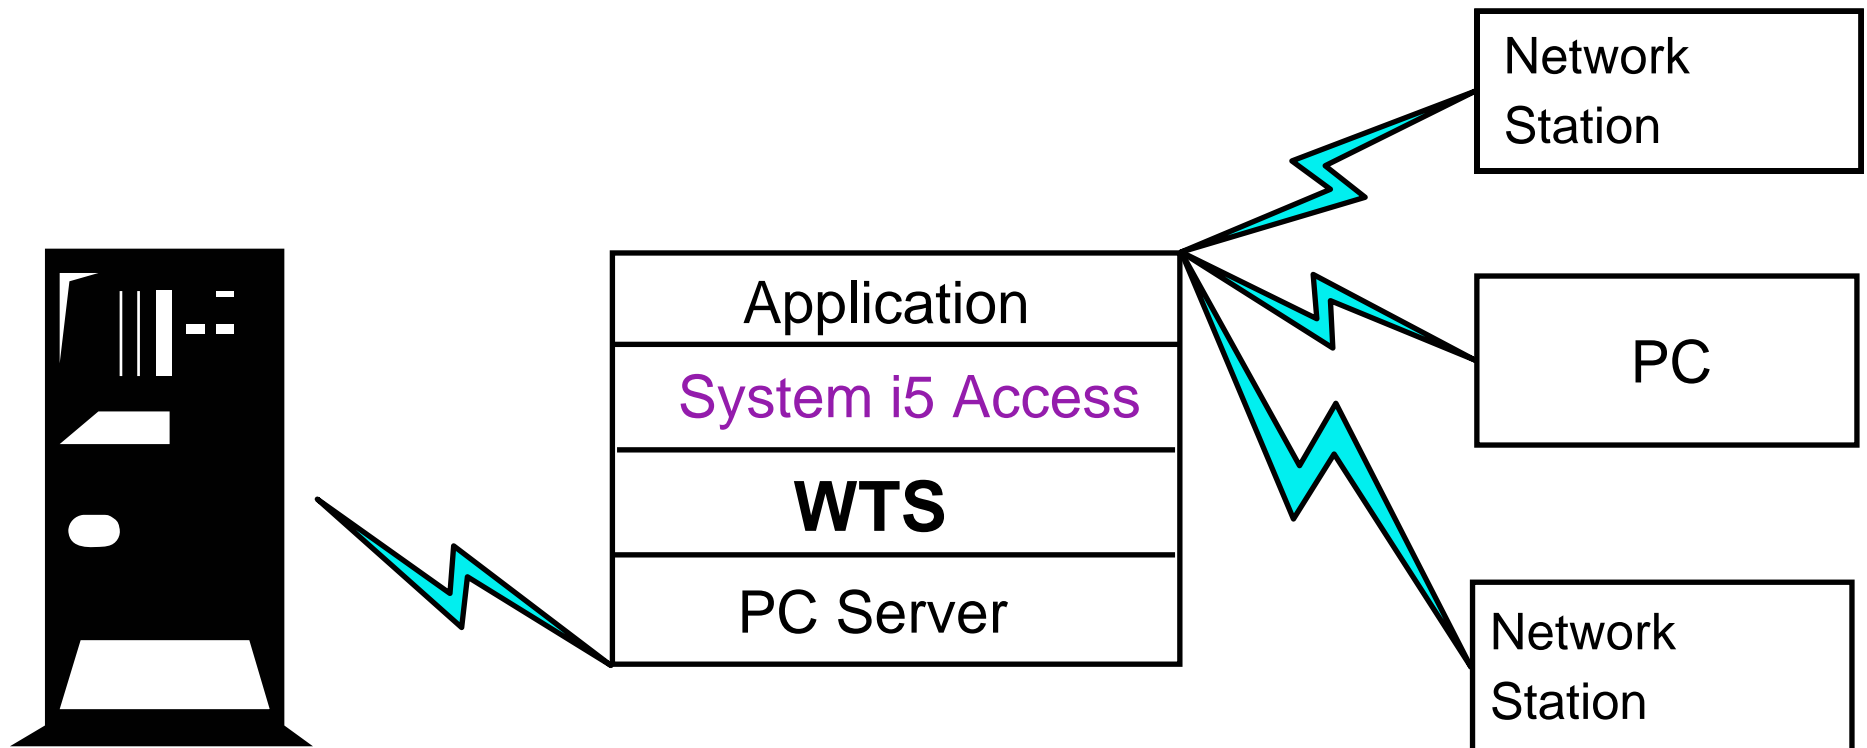 Network
Station
Application
System i5 Access
WTS
PC Server
PC
Network
Station